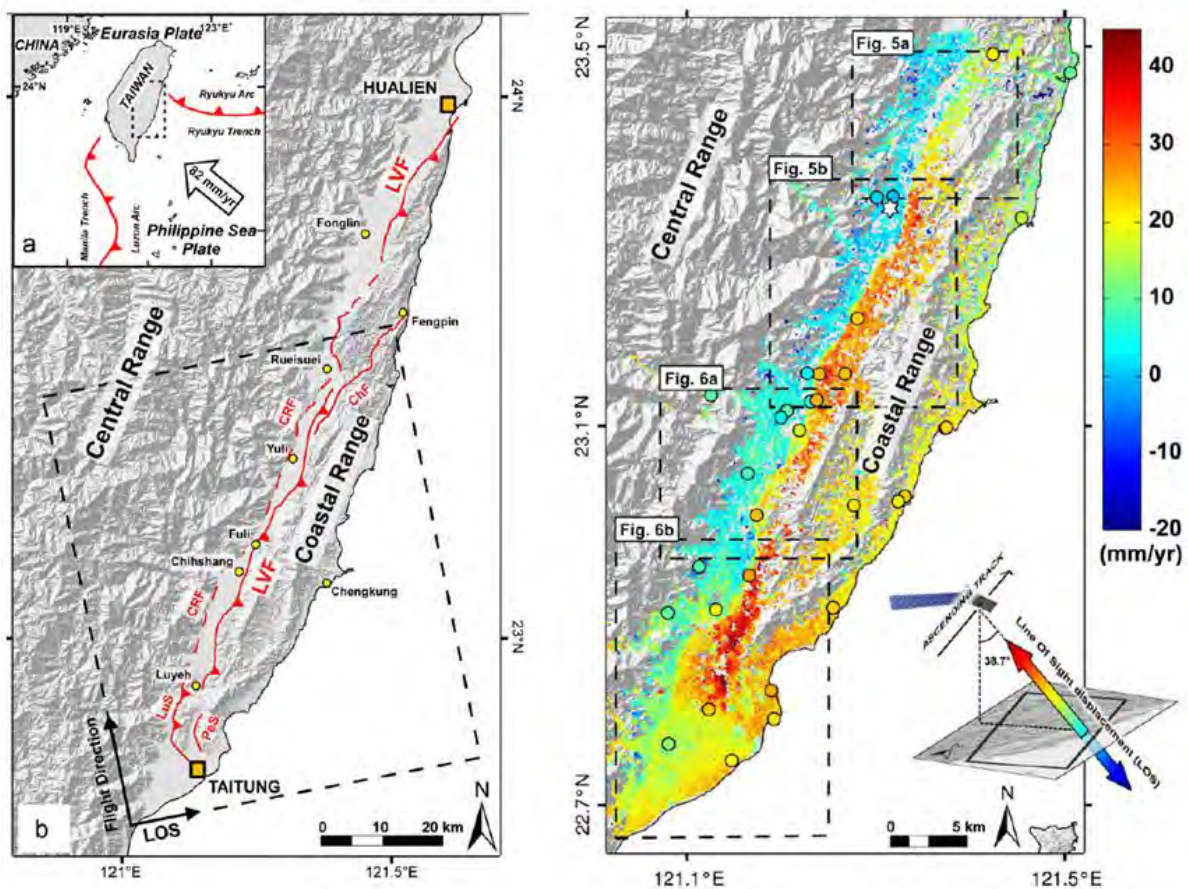 119°E
123°E
CHINA
Eurasia Plate
24°N
TAIWAN
Ryukyu Arc
Ryukyu Trench
82 mm/yr
Manila Trench
Luzon Arc
Philippine Sea
Plate
a
HUALIEN
24°N
LVF
Fonglin
Central Range
Fengpin
Rueisuei
CRF
ChF
Yuli
Coastal Range
Fuli
Chihshang
LVF
CRF
Chengkung
23°N
Luyeh
LuS
PeS
Flight Direction
TAITUNG
LOS
N
0 10 20 km
b
121°E
121.5°E
23.5°N
Fig. 5a
Central Range
Fig. 5b
Fig. 6a
23.1°N
Coastal Range
Fig. 6b
22.7°N
40
30
20
10
0
-10
-20
(mm/yr)
ASCENDING TRACK
38.7°
Line Of Sight displacement (LOS)
N
0 5 km
121.1°E
121.5°E